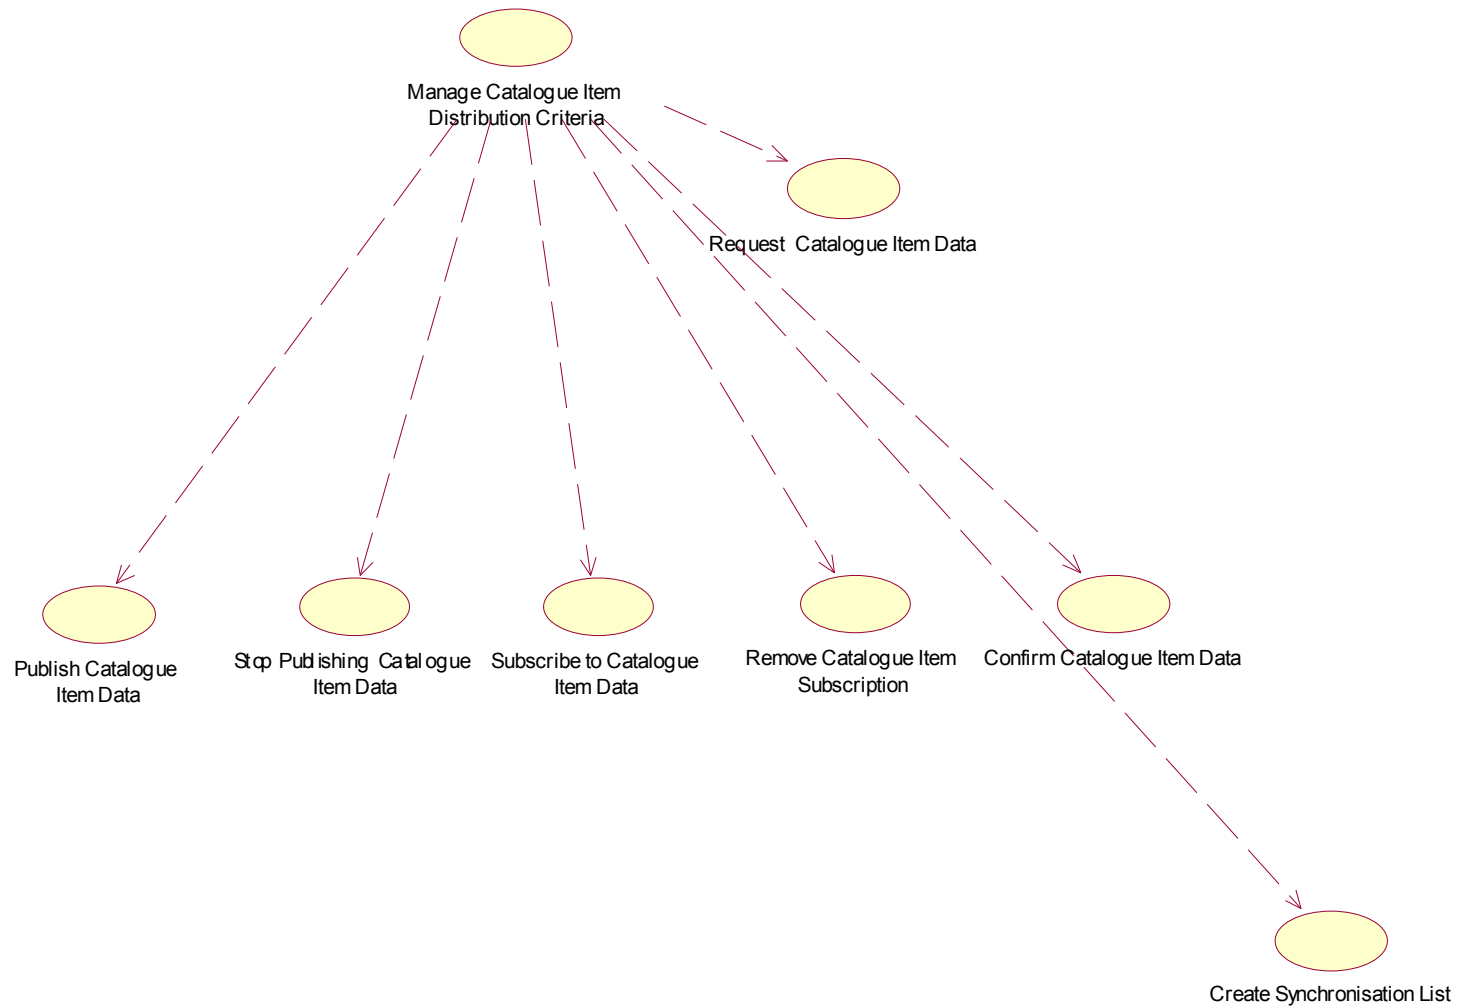 Manage Catalogue Item
Distribution Criteria
Request Catalogue Item Data
Publish Catalogue
Item Data
Stop Publishing Catalogue
Item Data
Subscribe to Catalogue
Item Data
Remove Catalogue Item
Subscription
Confirm Catalogue Item Data
Create Synchronisation List